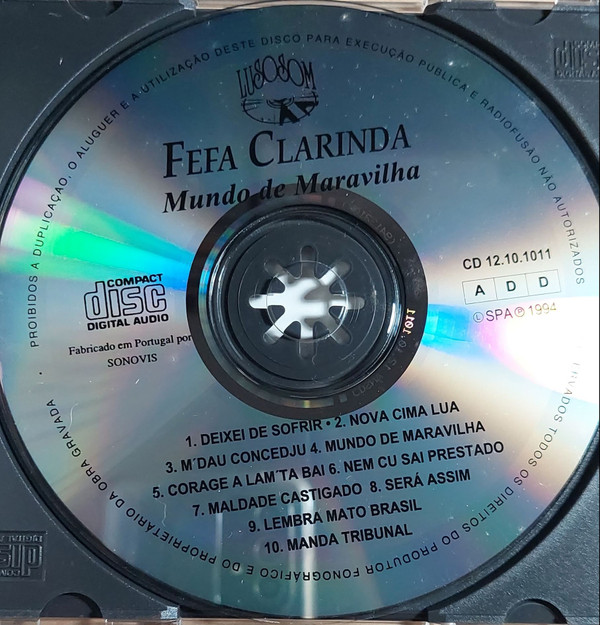 LUSOSOM
FEFA CLARINDA
Mundo de Maravilha
PROIBIDOS A DUPLICAÇÃO, O ALUGUER E A UTILIZAÇÃO DESTE DISCO PARA EXECUÇÃO PÚBLICA E RADIOFUSÃO NÃO AUTORIZADOS
COMPACT
disc
DIGITAL AUDIO
Fabricado em Portugal por
SONOVIS
CD 12.10.1011
A D D
Ⓛ SPA Ⓟ 1994
1. DEIXEI DE SOFRIR • 2. NOVA CIMA LUA
3. M´DAU CONCEDJU 4. MUNDO DE MARAVILHA
5. CORAGE A LAM'TA BAI 6. NEM CU SAI PRESTADO
7. MALDADE CASTIGADO 8. SERÁ ASSIM
9. LEMBRA MATO BRASIL
10. MANDA TRIBUNAL
PRIVADOS TODOS OS DIREITOS DO PRODUTOR FONOGRÁFICO E DO PROPRIETÁRIO DA OBRA GRAVADA